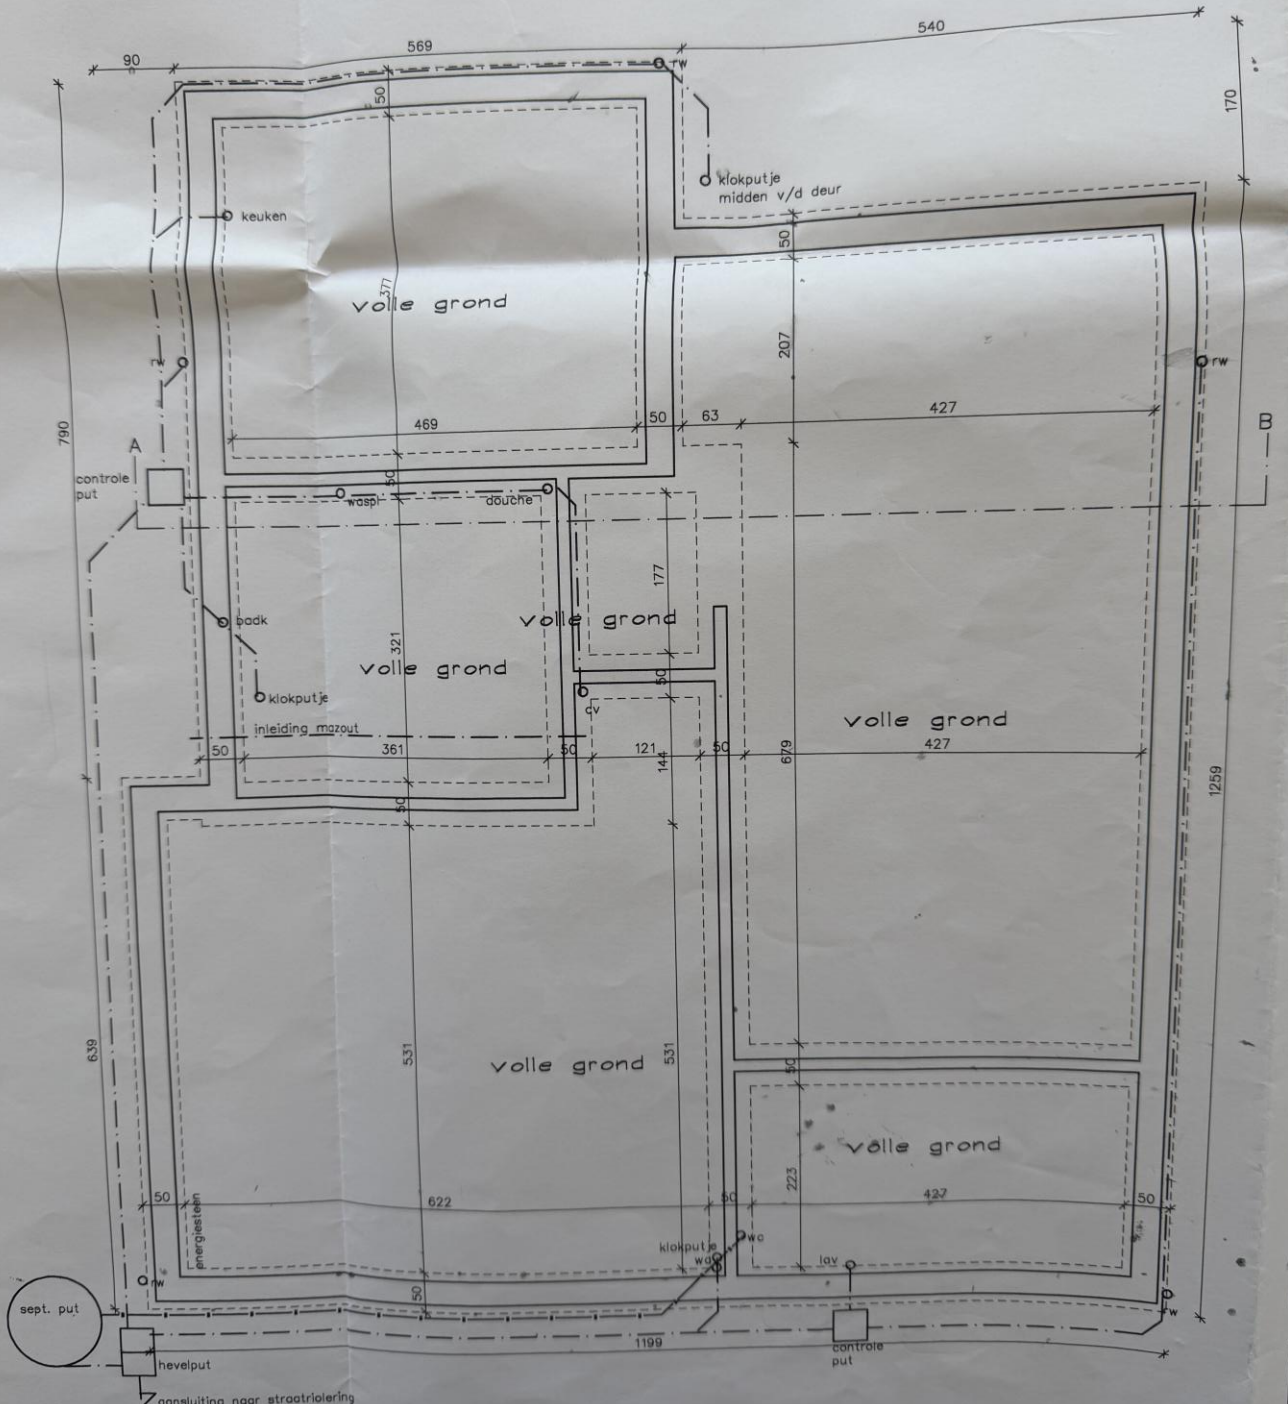 540
569
90
rw
50
170
klokputje
midden v/d deur
keuken
50
377
volle grond
207
rw
rw
63
427
50
469
790
A
B
controle
put
50
waspl
douche
177
volle grond
badk
321
volle grond
50
klokputje
cv
inleiding mazout
volle grond
50
361
50
121
50
427
144
679
1259
50
639
531
531
volle grond
50
volle grond
223
50
622
50
427
50
energiesteen
klokputje
wc
wa
lav
rw
50
rw
sept. put
1199
controle
put
hevelput
aansluiting naar straatriolering